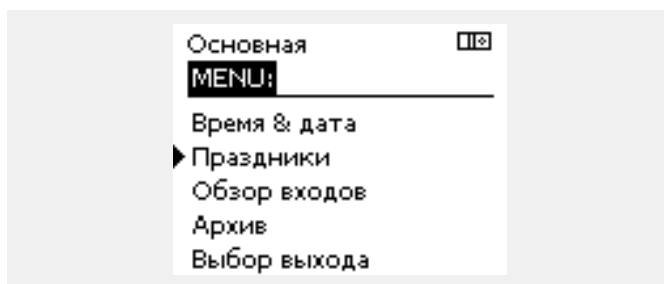 Основная
MENU:
Время & дата
Праздники
Обзор входов
Архив
Выбор выхода